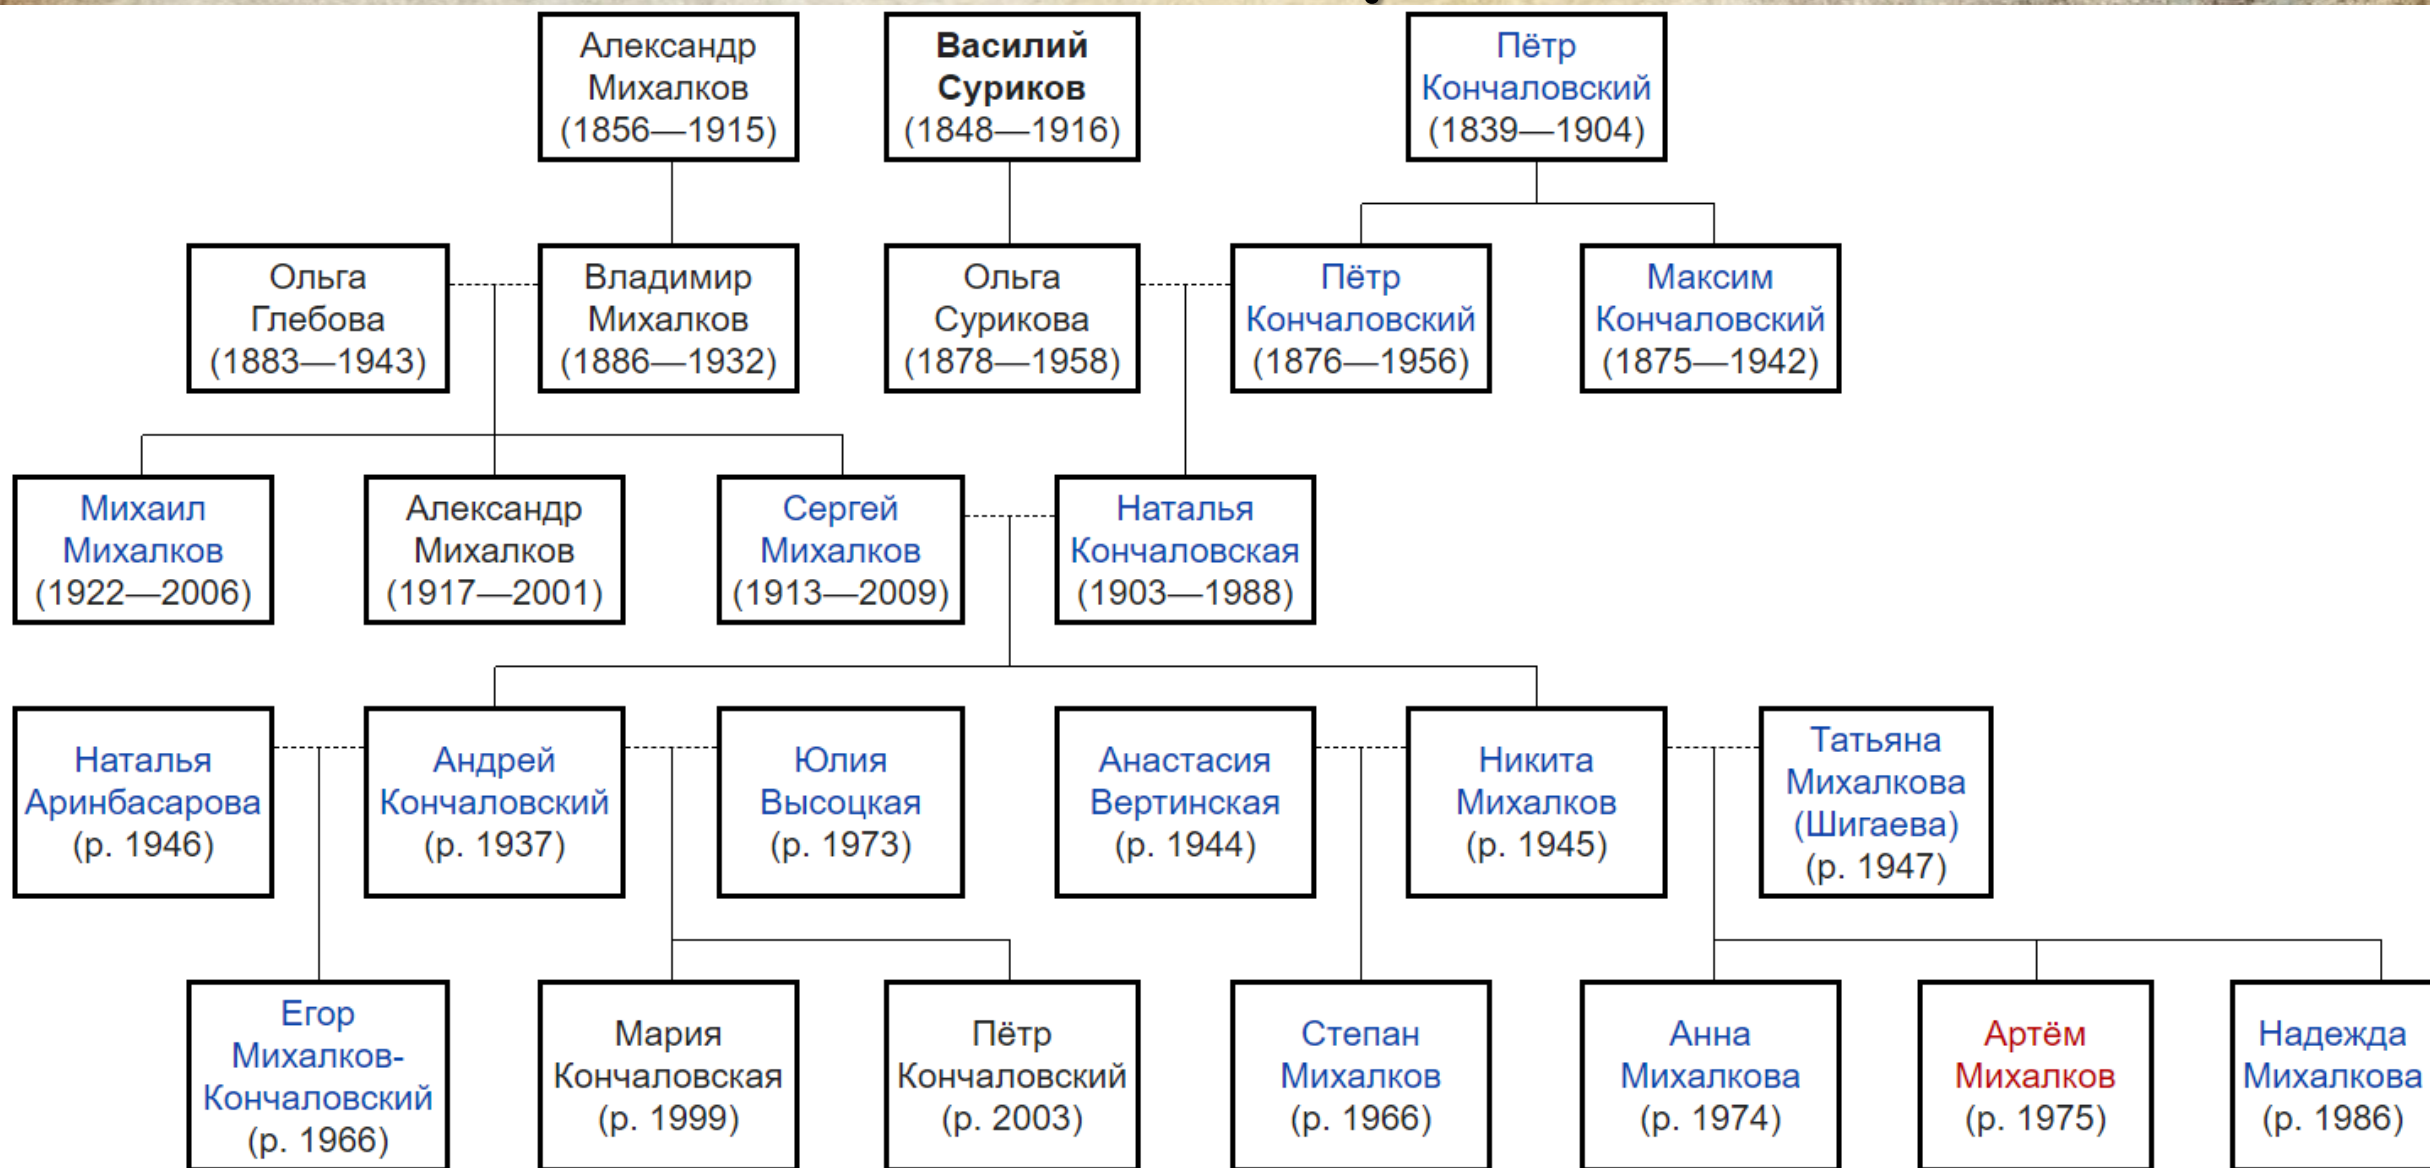 Александр
Михалков
(1856—1915)
Василий
Суриков
(1848—1916)
Пётр
Кончаловский
(1839—1904)
Ольга
Глебова
(1883—1943)
Владимир
Михалков
(1886—1932)
Ольга
Сурикова
(1878—1958)
Пётр
Кончаловский
(1876—1956)
Максим
Кончаловский
(1875—1942)
Михаил
Михалков
(1922—2006)
Александр
Михалков
(1917—2001)
Сергей
Михалков
(1913—2009)
Наталья
Кончаловская
(1903—1988)
Наталья
Аринбасарова
(р. 1946)
Андрей
Кончаловский
(р. 1937)
Юлия
Высоцкая
(р. 1973)
Анастасия
Вертинская
(р. 1944)
Никита
Михалков
(р. 1945)
Татьяна
Михалкова
(Шигаева)
(р. 1947)
Егор
Михалков-
Кончаловский
(р. 1966)
Мария
Кончаловская
(р. 1999)
Пётр
Кончаловский
(р. 2003)
Степан
Михалков
(р. 1966)
Анна
Михалкова
(р. 1974)
Артём
Михалков
(р. 1975)
Надежда
Михалкова
(р. 1986)